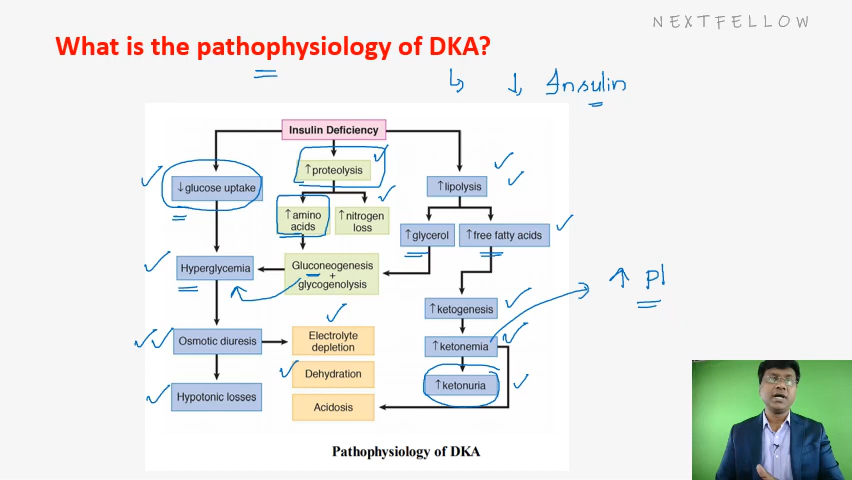 NEXTFELLOW
What is the pathophysiology of DKA?
↳ ↓ Insulin
Insulin Deficiency
↑proteolysis
↓glucose uptake
↑lipolysis
↑amino
acids
↑nitrogen
loss
↑glycerol
↑free fatty acids
Hyperglycemia
Gluconeogenesis
+
glycogenolysis
↑ Pl
↑ketogenesis
Osmotic diuresis
Electrolyte
depletion
↑ketonemia
Dehydration
↑ketonuria
Hypotonic losses
Acidosis
Pathophysiology of DKA